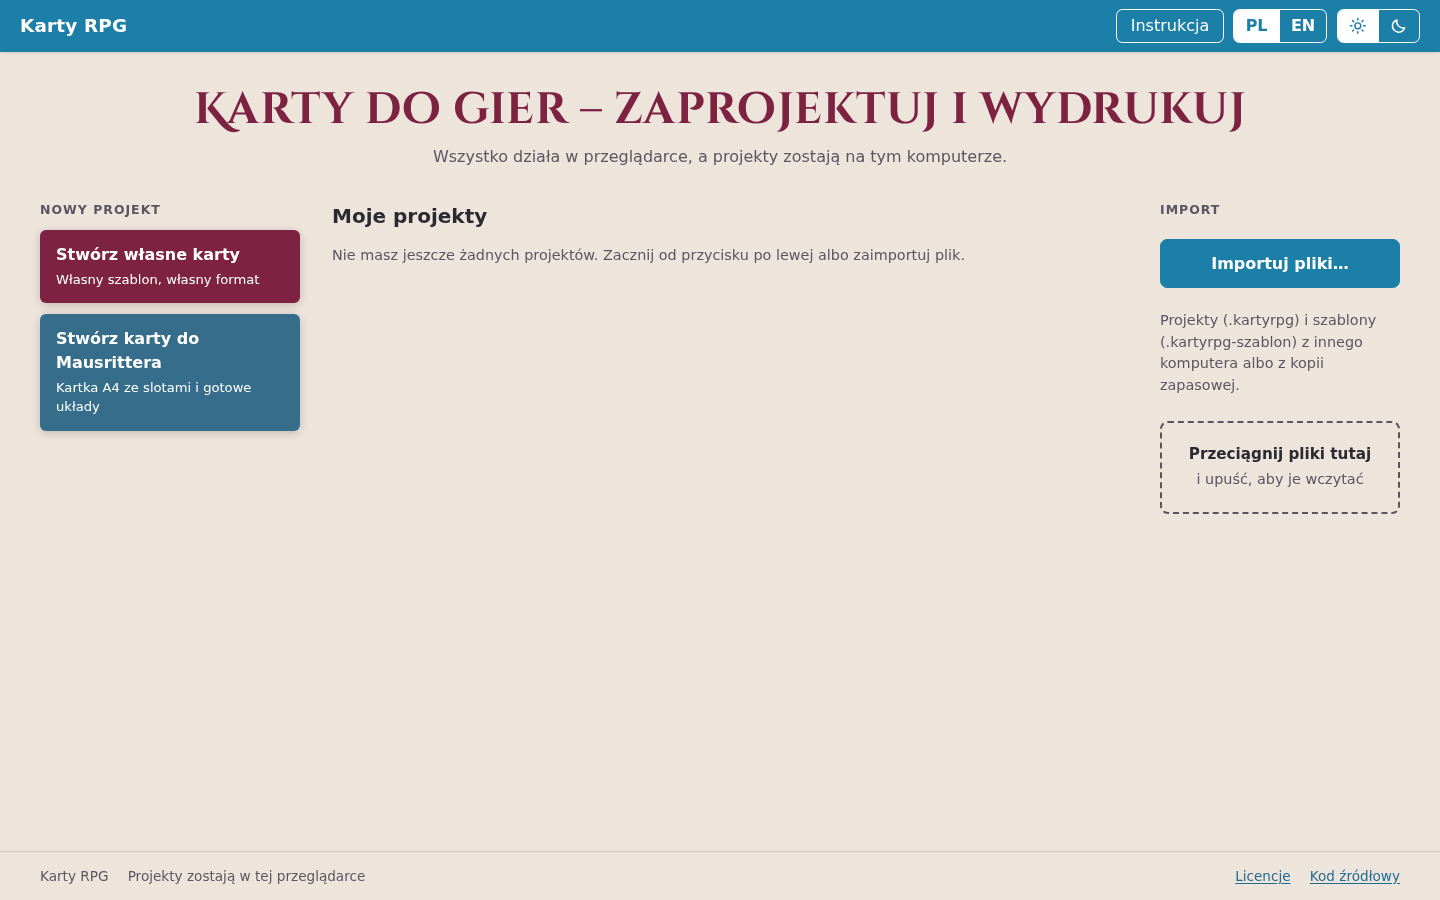 Karty RPG
Instrukcja
PL
EN
Karty do gier – zaprojektuj i wydrukuj
Wszystko działa w przeglądarce, a projekty zostają na tym komputerze.
NOWY PROJEKT
Stwórz własne karty
Własny szablon, własny format
Stwórz karty do
Mausrittera
Kartka A4 ze slotami i gotowe
układy
Moje projekty
Nie masz jeszcze żadnych projektów. Zacznij od przycisku po lewej albo zaimportuj plik.
IMPORT
Importuj pliki…
Projekty (.kartyrpg) i szablony
(.kartyrpg-szablon) z innego
komputera albo z kopii
zapasowej.
Przeciągnij pliki tutaj
i upuść, aby je wczytać
Karty RPG
Projekty zostają w tej przeglądarce
Licencje
Kod źródłowy